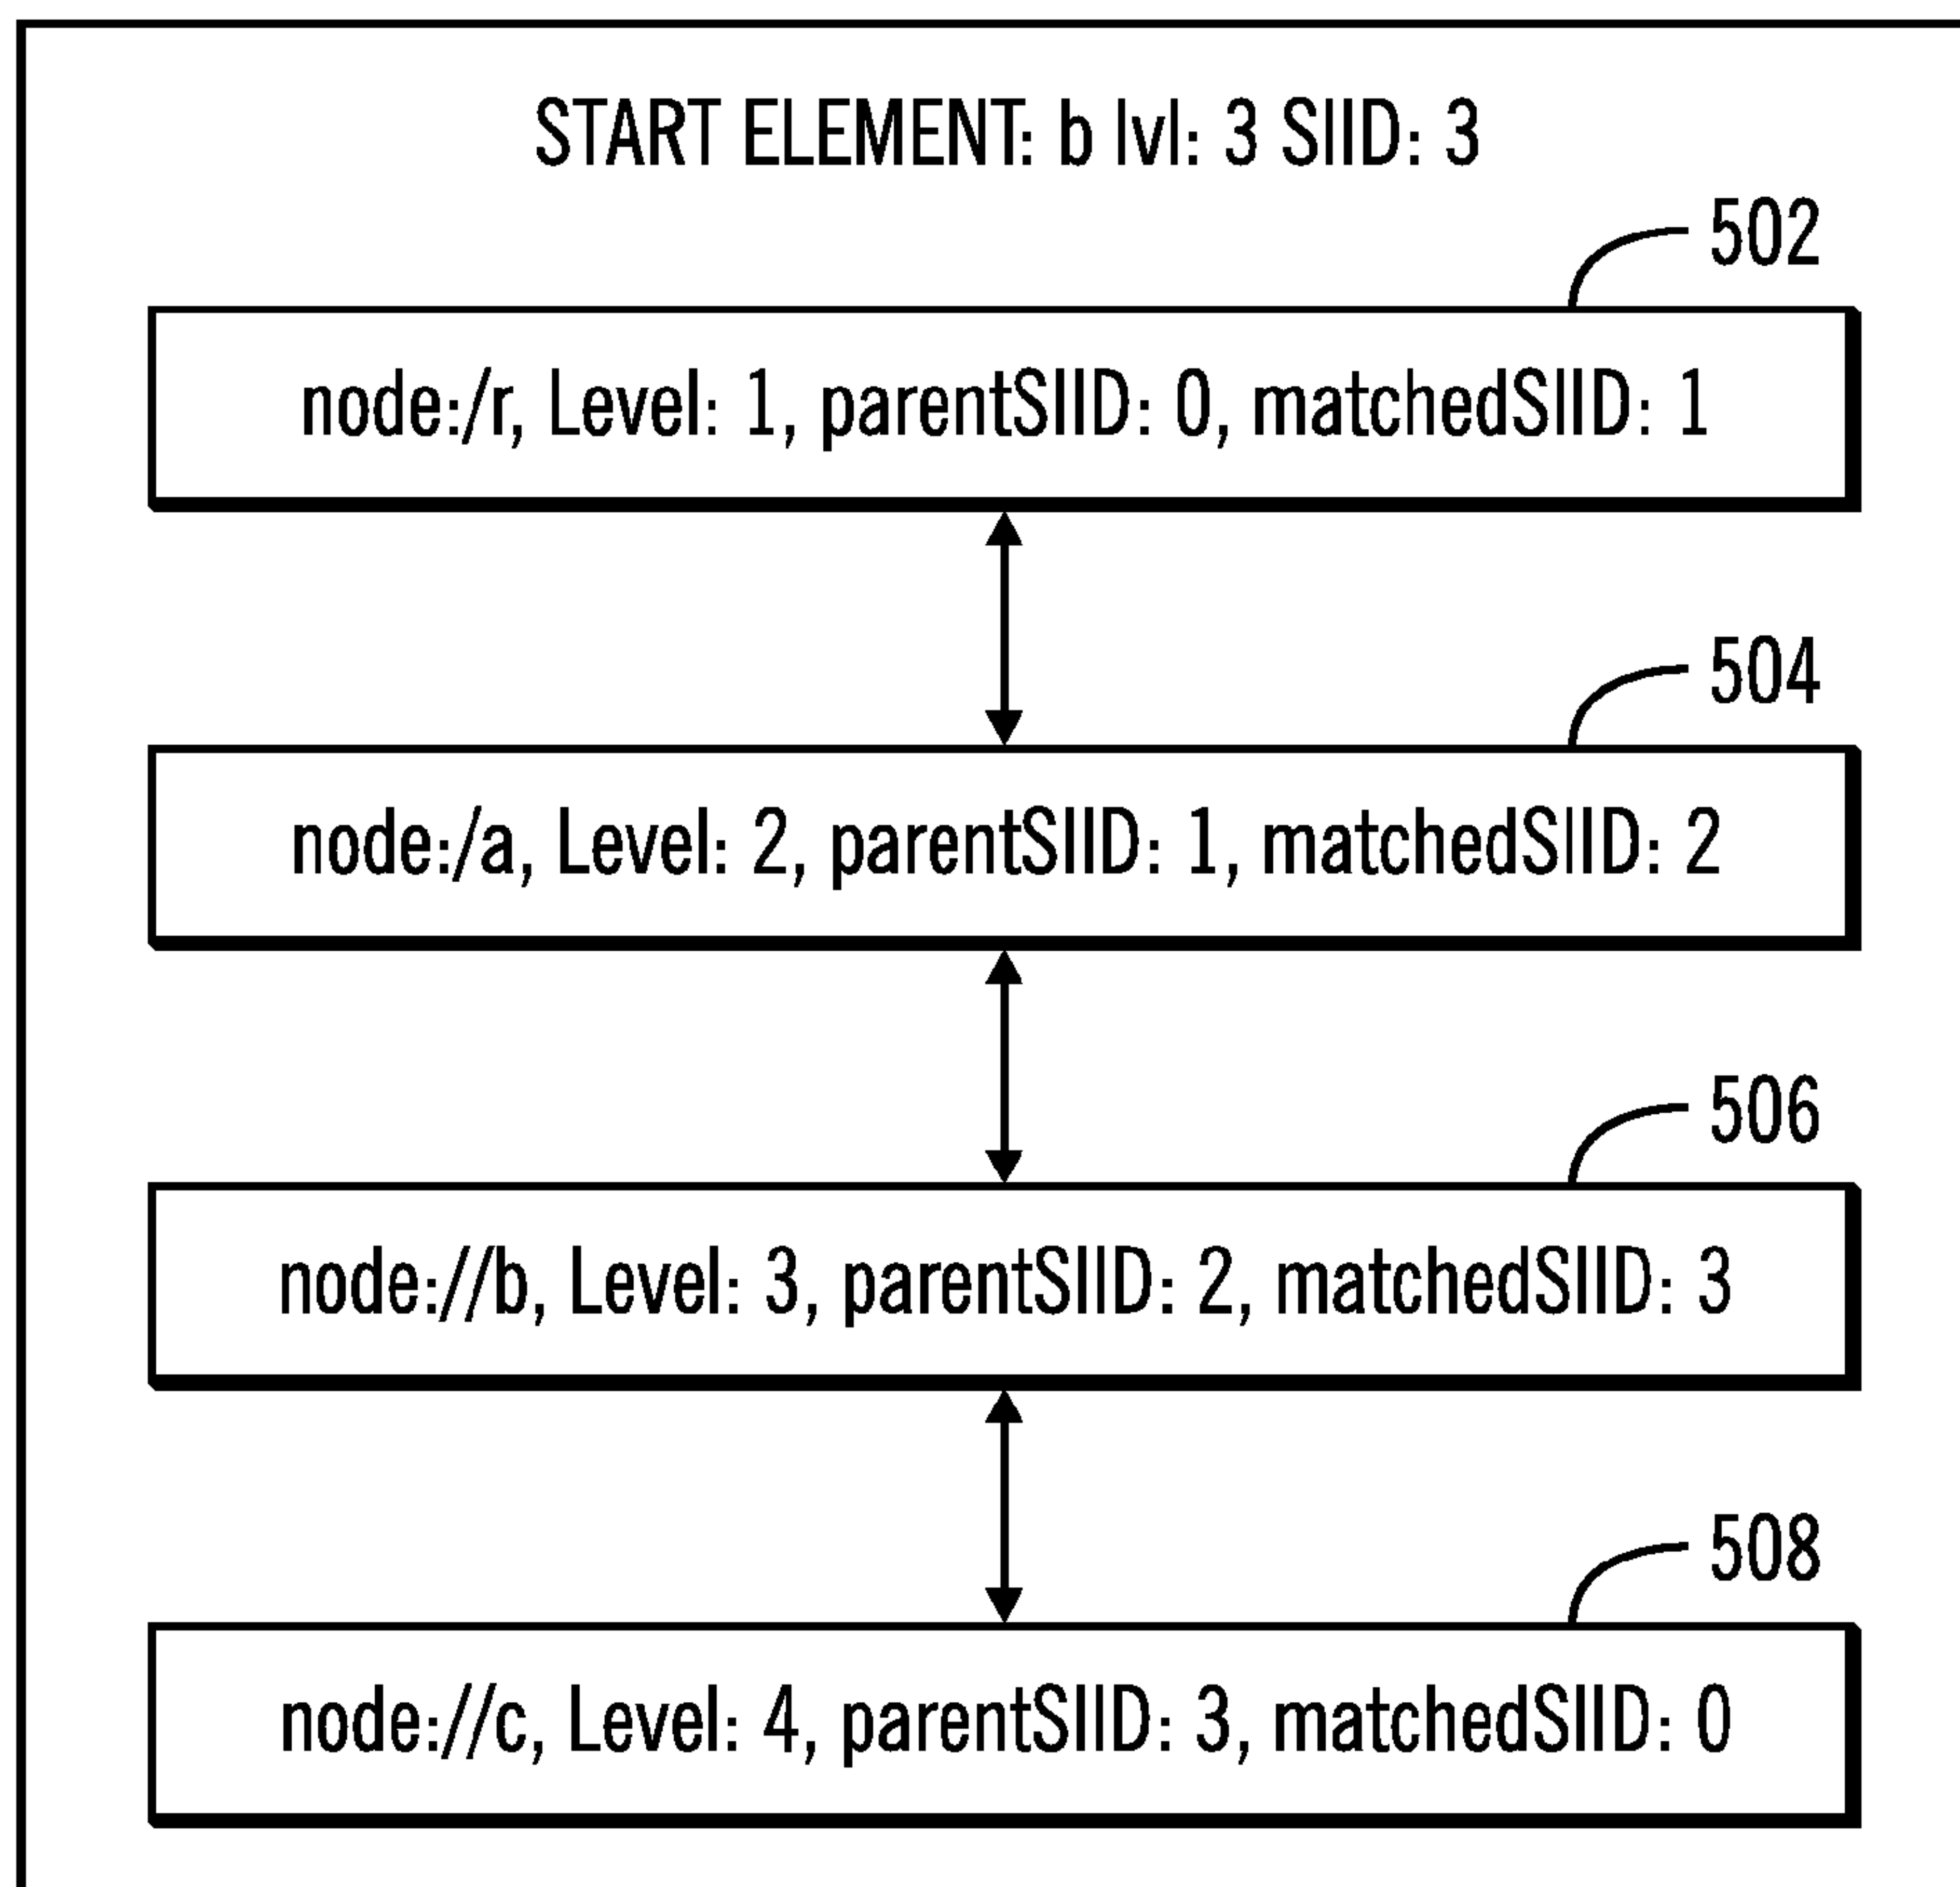 START ELEMENT: b lvl: 3 SIID: 3
502
node:/r, Level: 1, parentSIID: 0, matchedSIID: 1
504
node:/a, Level: 2, parentSIID: 1, matchedSIID: 2
506
node://b, Level: 3, parentSIID: 2, matchedSIID: 3
508
node://c, Level: 4, parentSIID: 3, matchedSIID: 0